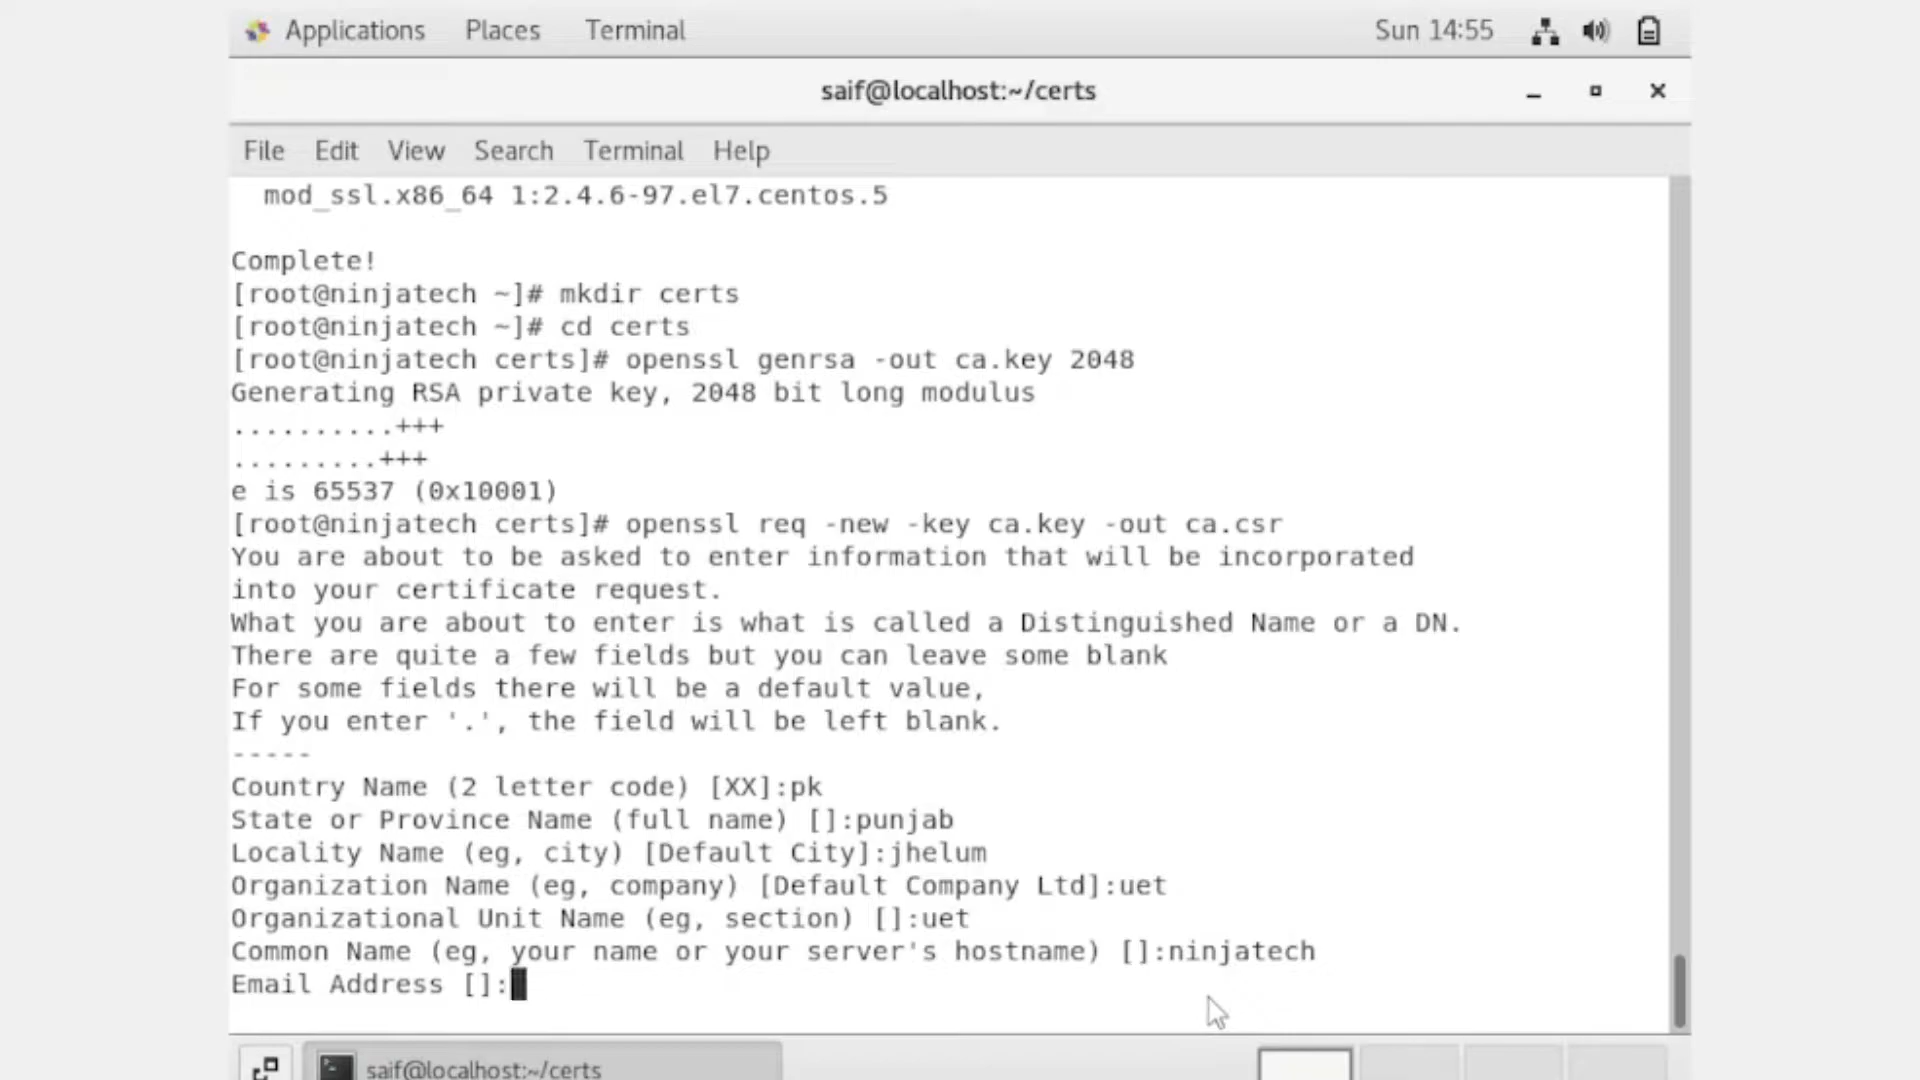 Applications Places Terminal Sun 14:55
saif@localhost:~/certs
File Edit View Search Terminal Help
mod_ssl.x86_64 1:2.4.6-97.el7.centos.5
Complete!
[root@ninjatech ~]# mkdir certs
[root@ninjatech ~]# cd certs
[root@ninjatech certs]# openssl genrsa -out ca.key 2048
Generating RSA private key, 2048 bit long modulus
..........+++
.........+++
e is 65537 (0x10001)
[root@ninjatech certs]# openssl req -new -key ca.key -out ca.csr
You are about to be asked to enter information that will be incorporated
into your certificate request.
What you are about to enter is what is called a Distinguished Name or a DN.
There are quite a few fields but you can leave some blank
For some fields there will be a default value,
If you enter '.', the field will be left blank.
-----
Country Name (2 letter code) [XX]:pk
State or Province Name (full name) []:punjab
Locality Name (eg, city) [Default City]:jhelum
Organization Name (eg, company) [Default Company Ltd]:uet
Organizational Unit Name (eg, section) []:uet
Common Name (eg, your name or your server's hostname) []:ninjatech
Email Address []:
saif@localhost:~/certs